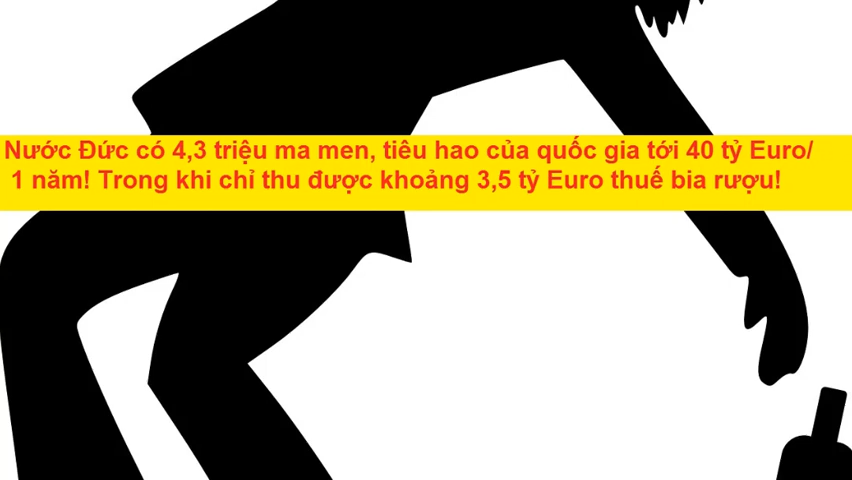 Nước Đức có 4,3 triệu ma men, tiêu hao của quốc gia tới 40 tỷ Euro/
1 năm! Trong khi chỉ thu được khoảng 3,5 tỷ Euro thuế bia rượu!